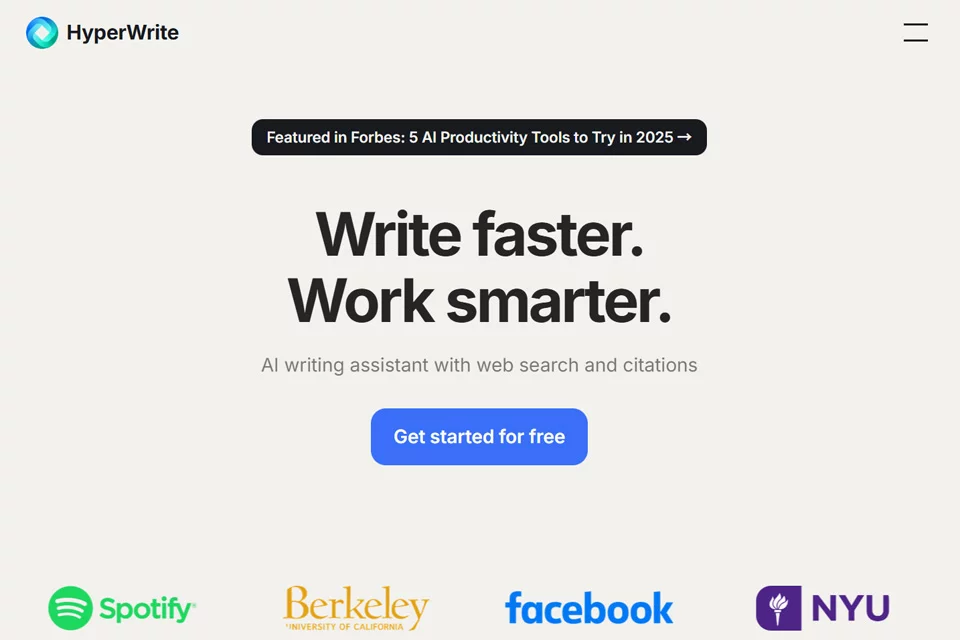 HyperWrite
Featured in Forbes: 5 AI Productivity Tools to Try in 2025 →
Write faster.
Work smarter.
AI writing assistant with web search and citations
Get started for free
Spotify®
Berkeley
UNIVERSITY OF CALIFORNIA
facebook
NYU